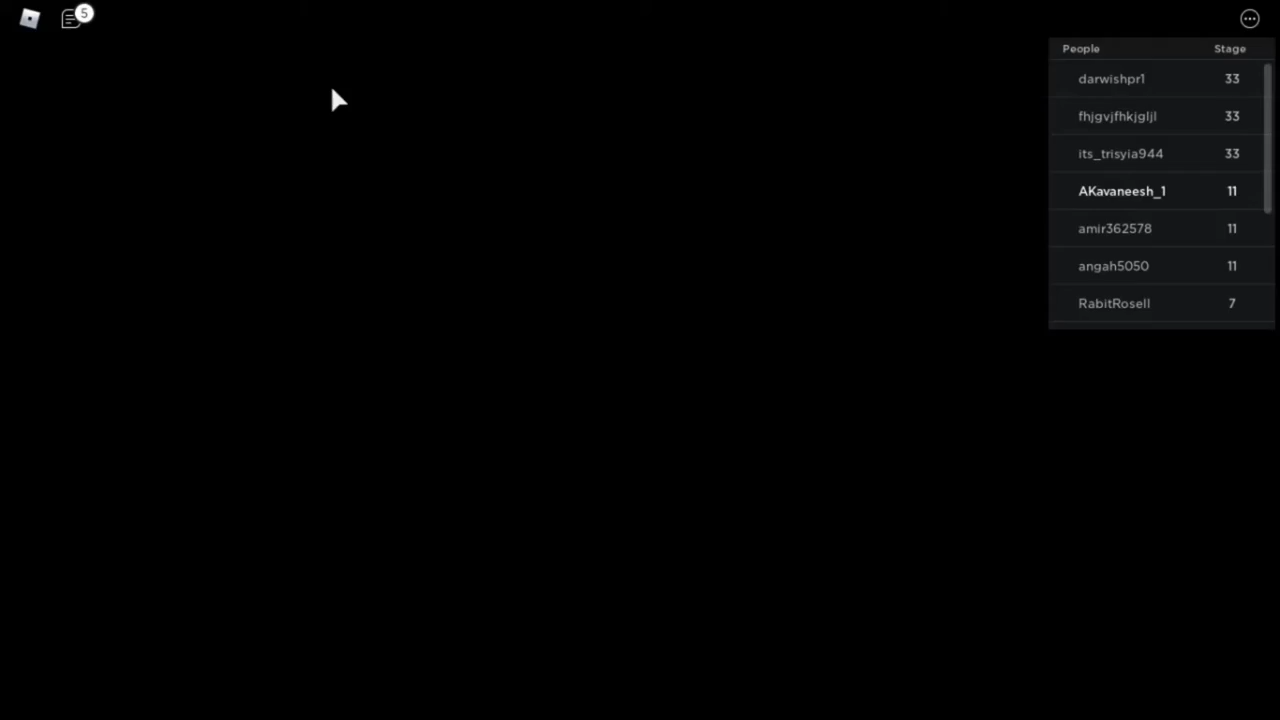 5
People Stage
darwishpr1 33
fhjgvjfhkjgljl 33
its_trisyia944 33
AKavaneesh_1 11
amir362578 11
angah5050 11
RabitRosell 7